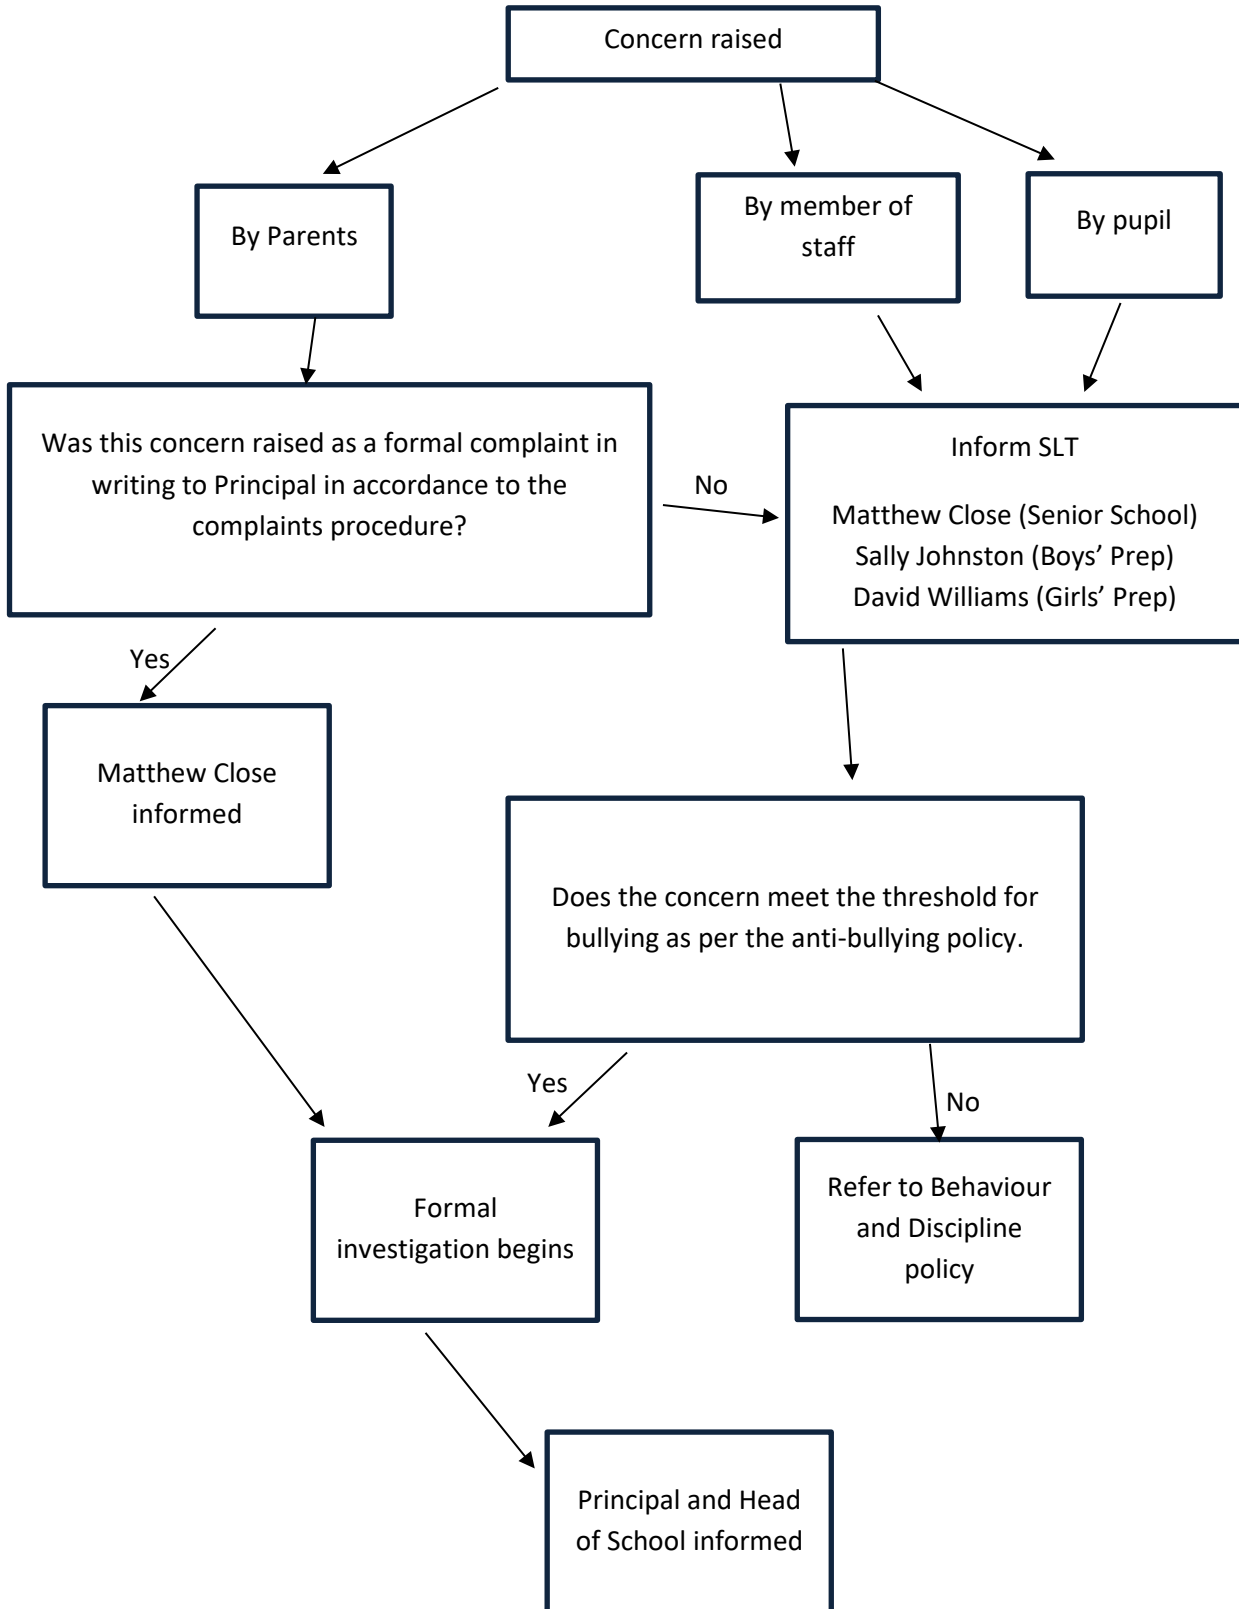 Concern raised
By Parents
By member of
staff
By pupil
Was this concern raised as a formal complaint in
writing to Principal in accordance to the
complaints procedure?
No
Inform SLT
Matthew Close (Senior School)
Sally Johnston (Boys’ Prep)
David Williams (Girls’ Prep)
Yes
Matthew Close
informed
Does the concern meet the threshold for
bullying as per the anti-bullying policy.
Yes
No
Formal
investigation begins
Refer to Behaviour
and Discipline
policy
Principal and Head
of School informed